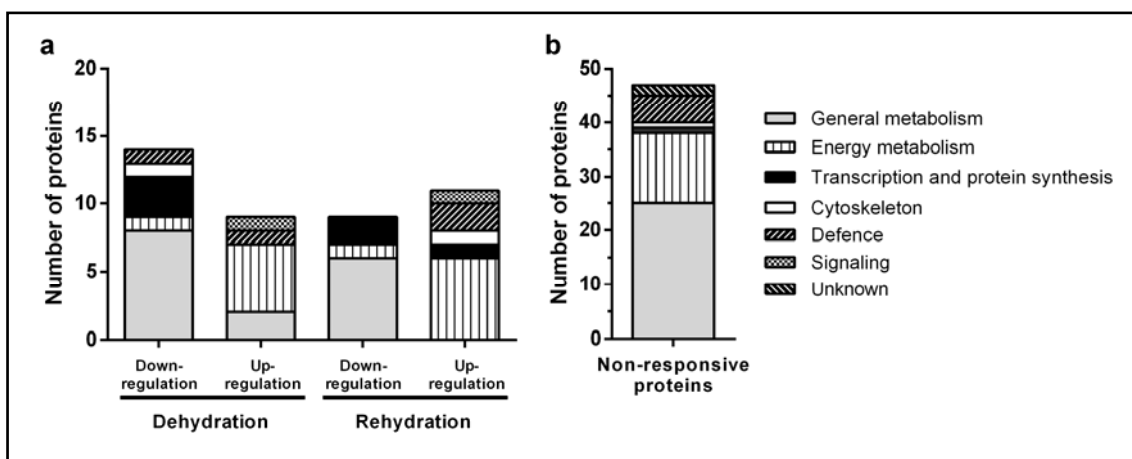 a
20
15
10
5
0
Number of proteins
Down-
regulation
Up-
regulation
Down-
regulation
Up-
regulation
Dehydration
Rehydration
b
50
40
30
20
10
0
Number of proteins
Non-responsive
proteins
General metabolism
Energy metabolism
Transcription and protein synthesis
Cytoskeleton
Defence
Signaling
Unknown